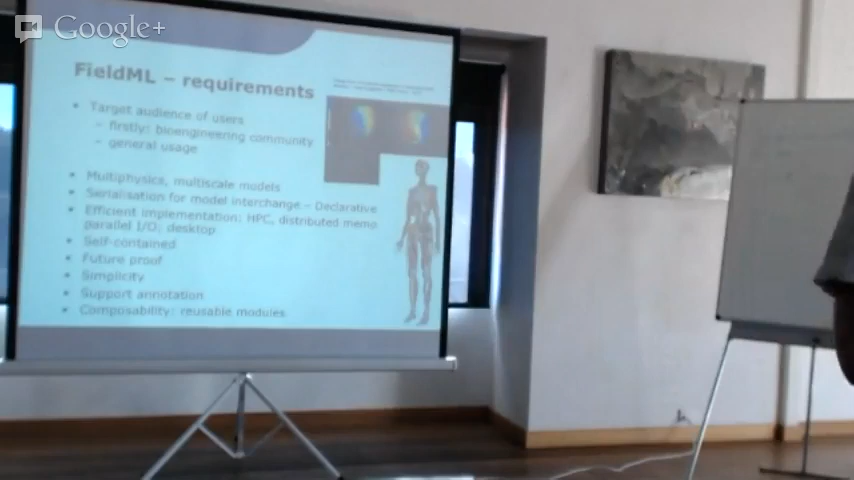 Google+
FieldML – requirements
• Target audience of users
– firstly: bioengineering community
– general usage
• Multiphysics, multiscale models
• Serialisation for model interchange – Declarative
• Efficient implementation: HPC, distributed memo
parallel I/O; desktop
• Self-contained
• Future proof
• Simplicity
• Support annotation
• Composability: reusable modules